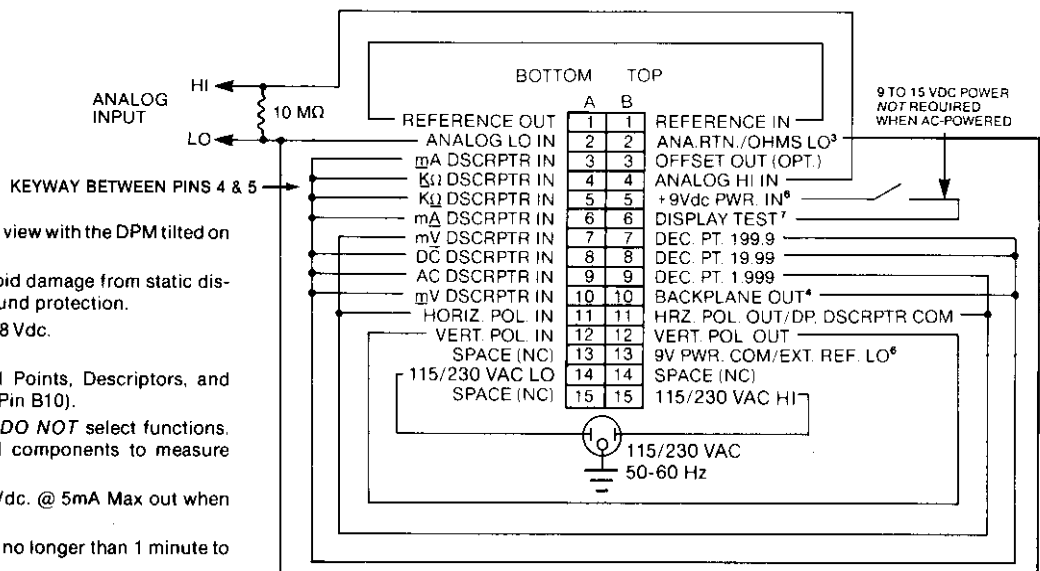 BOTTOM TOP
A B
HI
ANALOG INPUT
10 MΩ
LO
KEYWAY BETWEEN PINS 4 & 5
9 TO 15 VDC POWER
NOT REQUIRED
WHEN AC-POWERED
REFERENCE OUT 1 1 REFERENCE IN
ANALOG LO IN 2 2 ANA.RTN./OHMS LO³
mA DSCRPTR IN 3 3 OFFSET OUT (OPT.)
KΩ DSCRPTR IN 4 4 ANALOG HI IN
KΩ DSCRPTR IN 5 5 +9Vdc PWR. IN⁶
mA DSCRPTR IN 6 6 DISPLAY TEST⁷
mV DSCRPTR IN 7 7 DEC. PT. 199.9
DC DSCRPTR IN 8 8 DEC. PT. 19.99
AC DSCRPTR IN 9 9 DEC. PT. 1.999
mV DSCRPTR IN 10 10 BACKPLANE OUT⁴
HORIZ. POL. IN 11 11 HRZ. POL. OUT/DP. DSCRPTR COM
VERT. POL. IN 12 12 VERT. POL. OUT
SPACE (NC) 13 13 9V PWR. COM/EXT. REF. LO⁶
115/230 VAC LO 14 14 SPACE (NC)
SPACE (NC) 15 15 115/230 VAC HI
115/230 VAC
50-60 Hz
view with the DPM tilted on
oid damage from static dis-
und protection.
8 Vdc.
l Points, Descriptors, and
Pin B10).
DO NOT select functions.
l components to measure
/dc. @ 5mA Max out when
no longer than 1 minute to